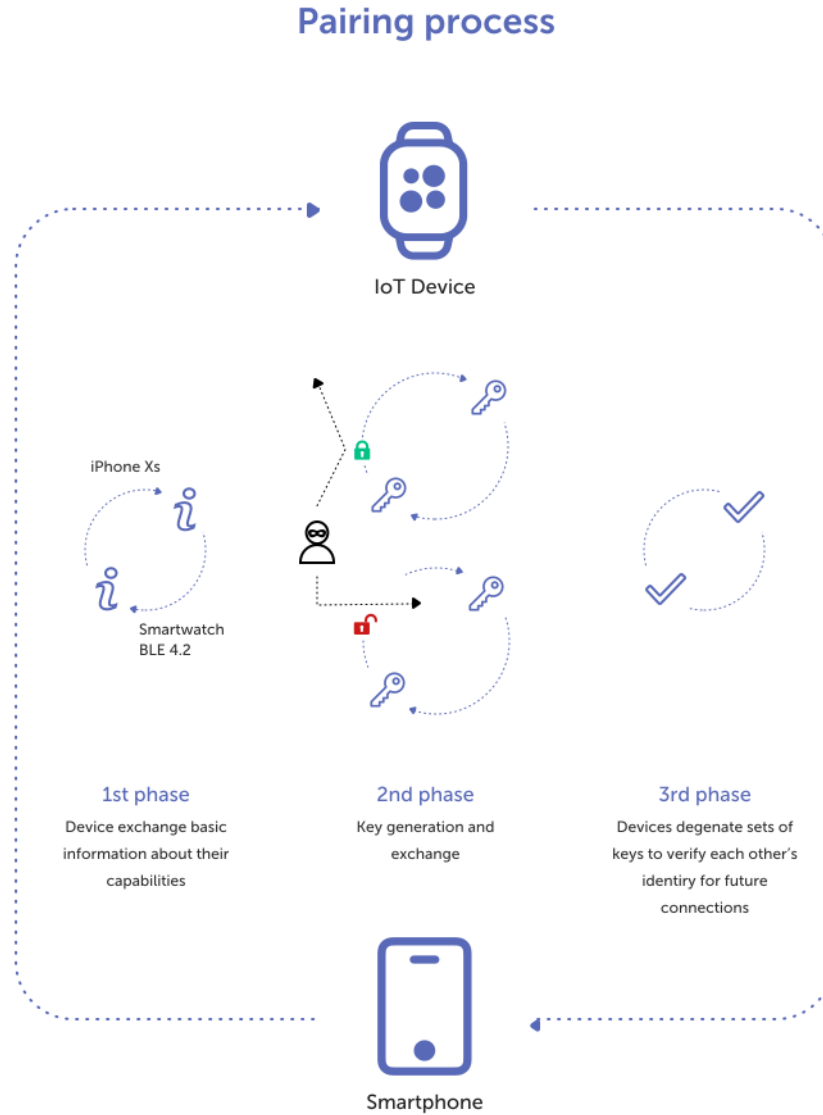 Pairing process
IoT Device
iPhone Xs
Smartwatch
BLE 4.2
1st phase
Device exchange basic
information about their
capabilities
2nd phase
Key generation and
exchange
3rd phase
Devices degenate sets of
keys to verify each other's
identiry for future
connections
Smartphone